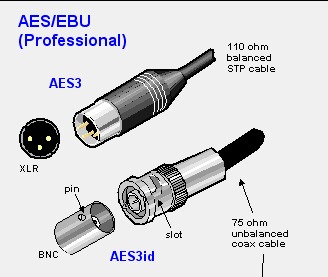 AES/EBU
(Professional)
AES3
110 ohm
balanced
STP cable
XLR
pin
BNC
AES3id
slot
75 ohm
unbalanced
coax cable